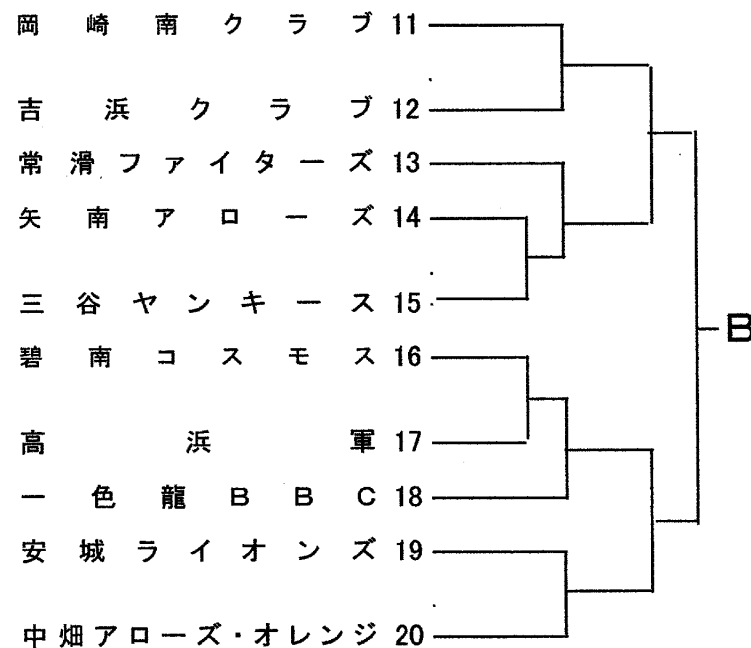 岡崎南クラブ 11
吉浜クラブ 12
常滑ファイターズ 13
矢南アローズ 14
三谷ヤンキース 15
B
碧南コスモス 16
高浜軍 17
一色龍BBC 18
安城ライオンズ 19
中畑アローズ・オレンジ 20